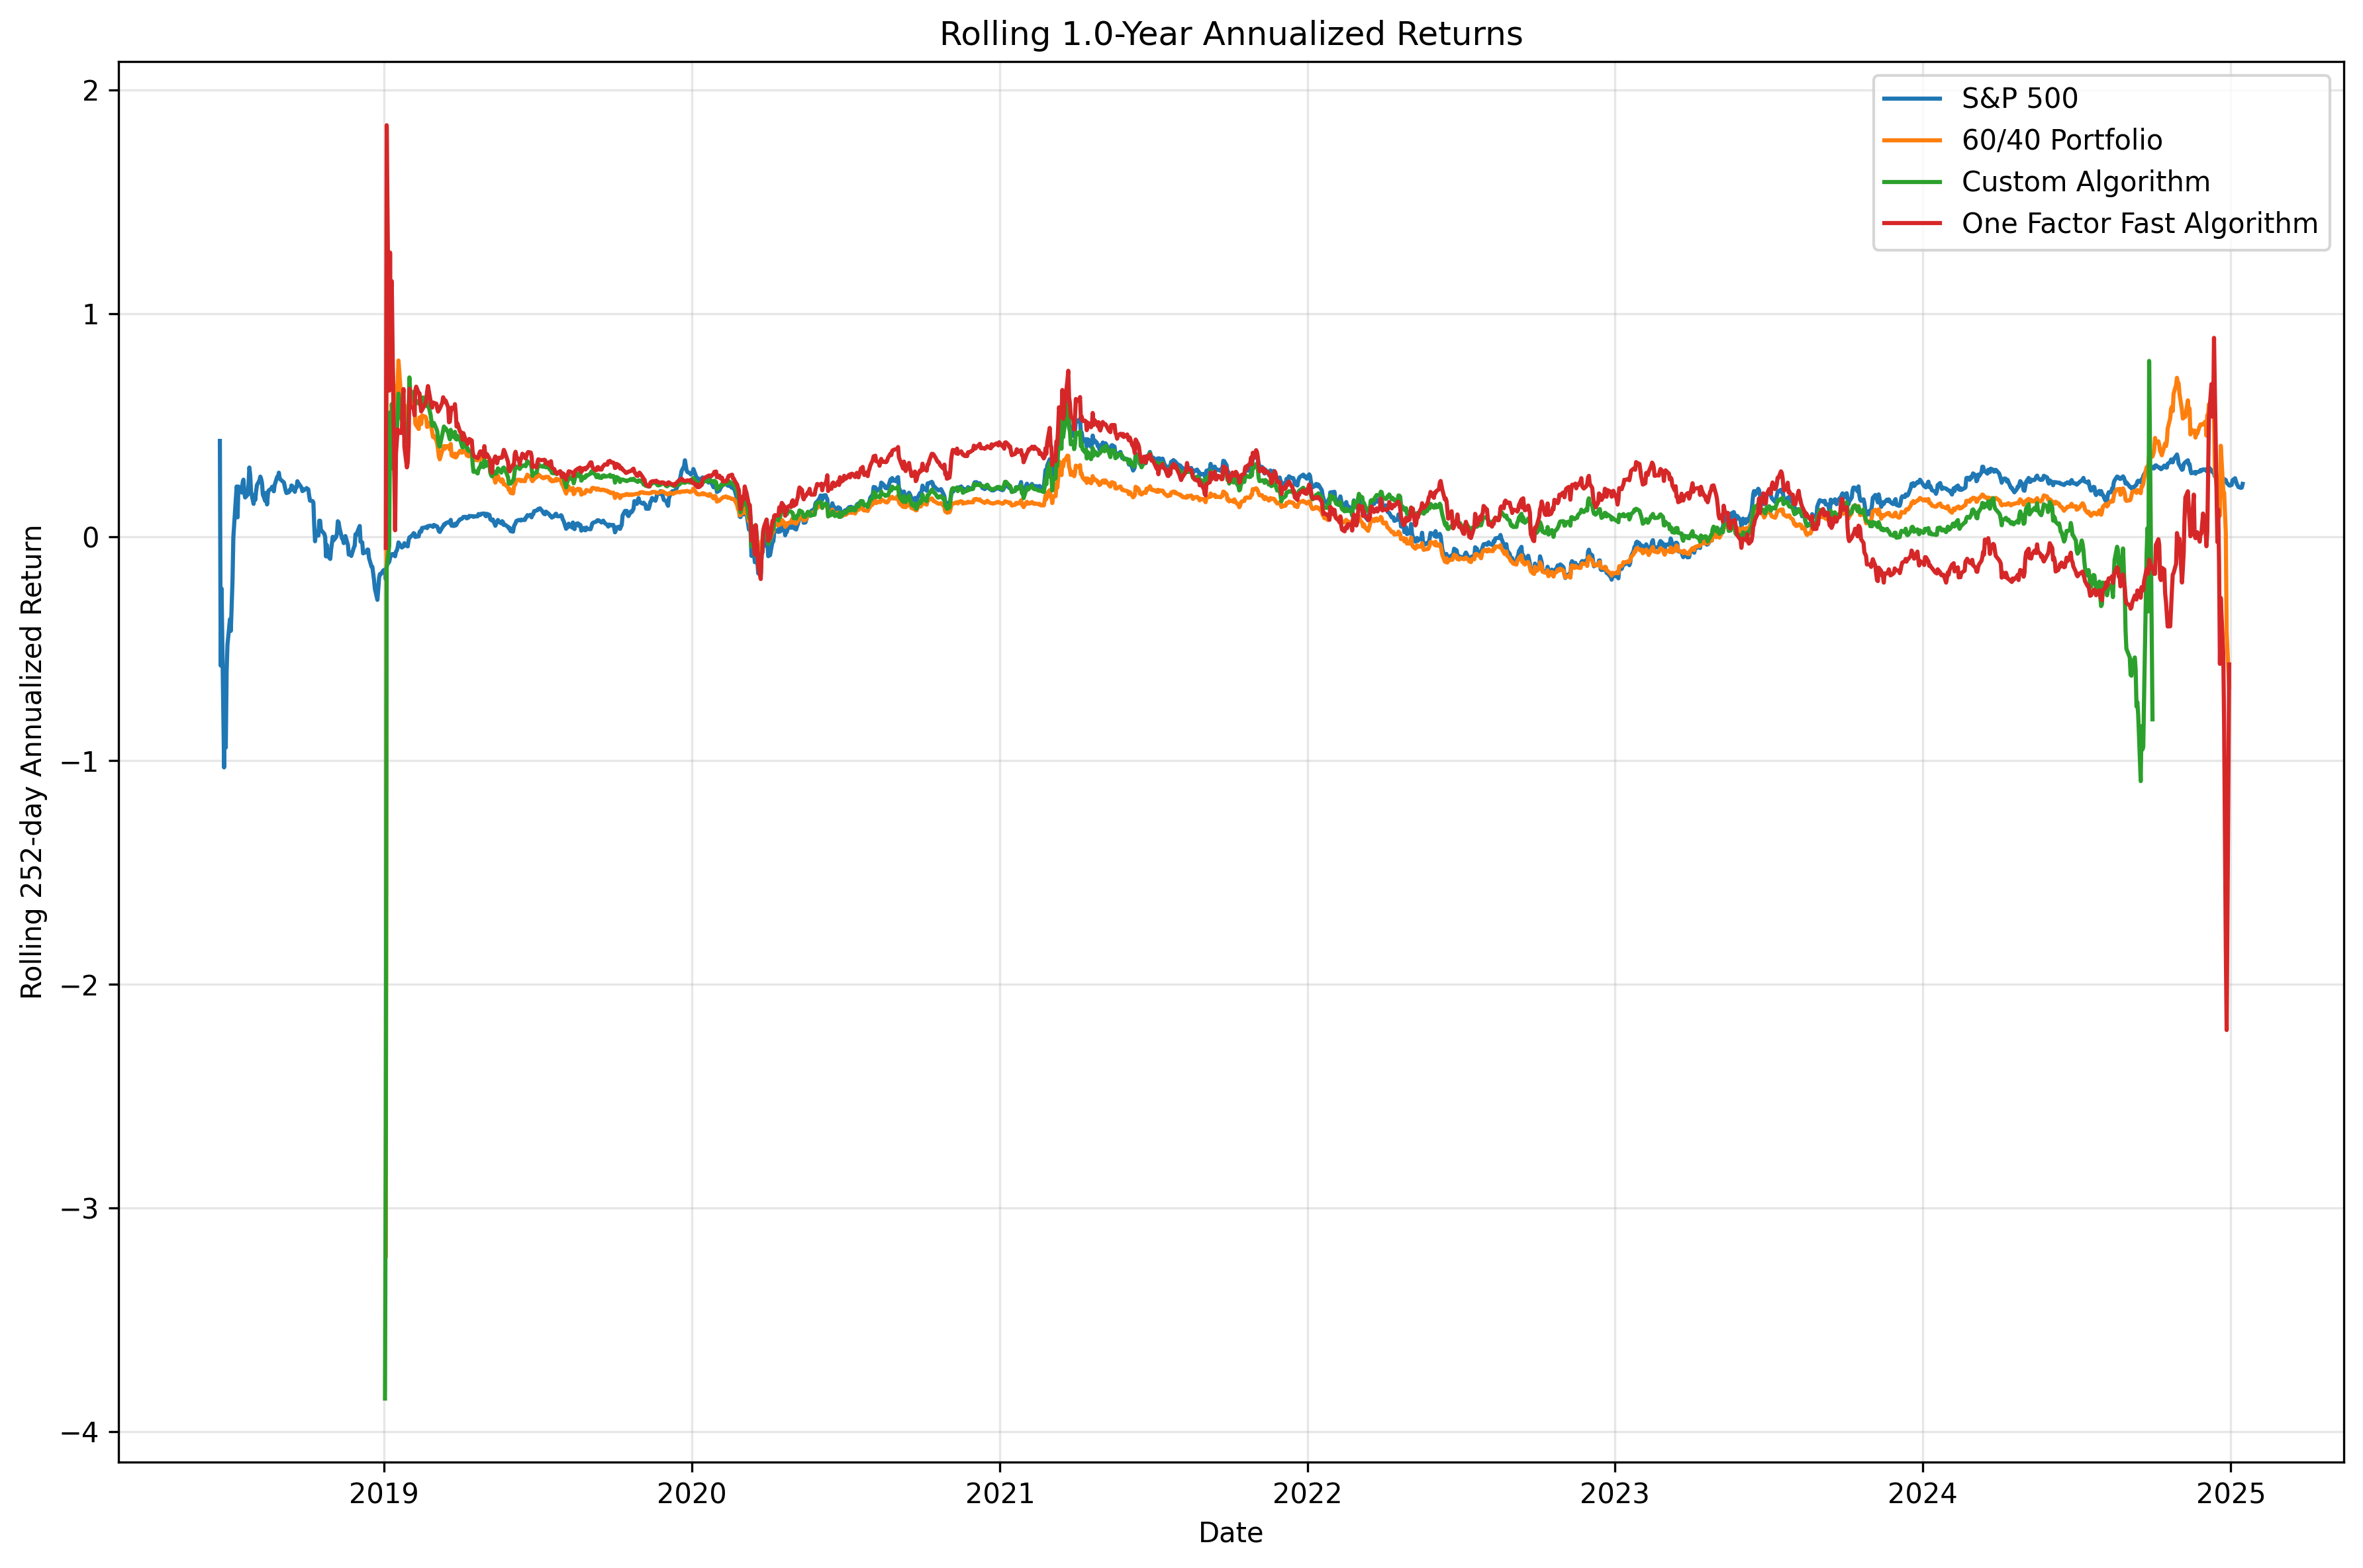 Rolling 1.0-Year Annualized Returns
S&P 500
60/40 Portfolio
Custom Algorithm
One Factor Fast Algorithm
Rolling 252-day Annualized Return
2
1
0
−1
−2
−3
−4
2019 2020 2021 2022 2023 2024 2025
Date